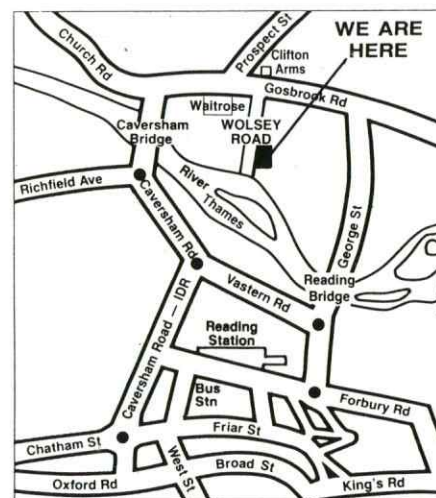 WE ARE
HERE
Prospect St
Church Rd
Clifton
Arms
Gosbrook Rd
Waitrose
WOLSEY
ROAD
Caversham
Bridge
Richfield Ave
River
Thames
Caversham Rd
George St
Reading
Bridge
Vastern Rd
Caversham Road — IDR
Reading
Station
Bus
Stn
Forbury Rd
Friar St
Chatham St
West St
Broad St
Oxford Rd
King's Rd